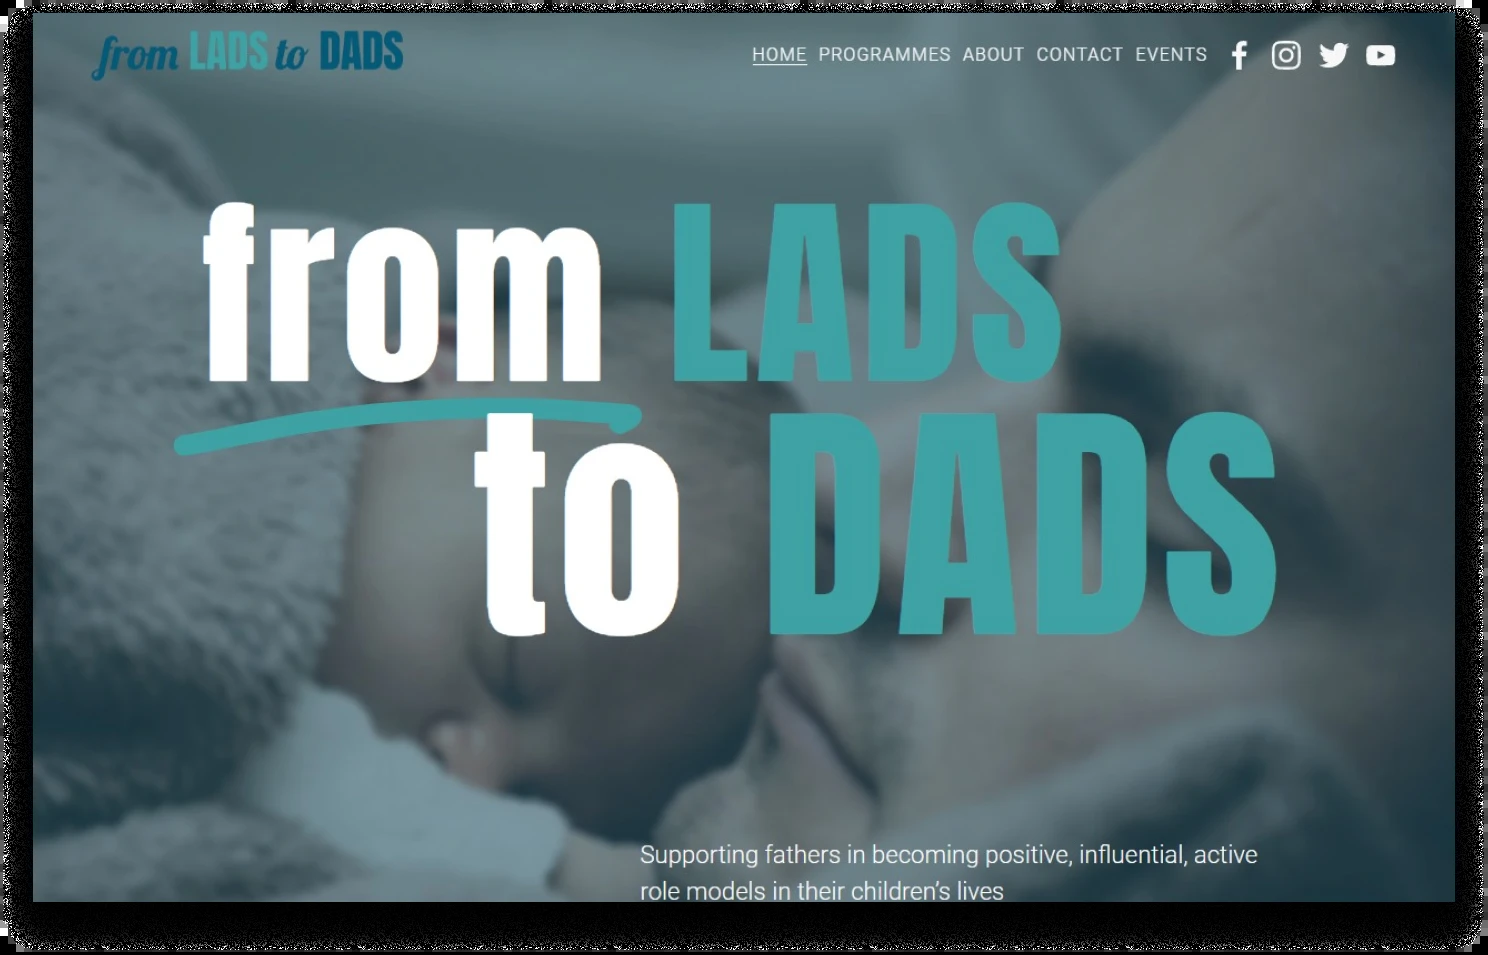 from LADS to DADS
HOME PROGRAMMES ABOUT CONTACT EVENTS
from LADS
to DADS
Supporting fathers in becoming positive, influential, active
role models in their children's lives